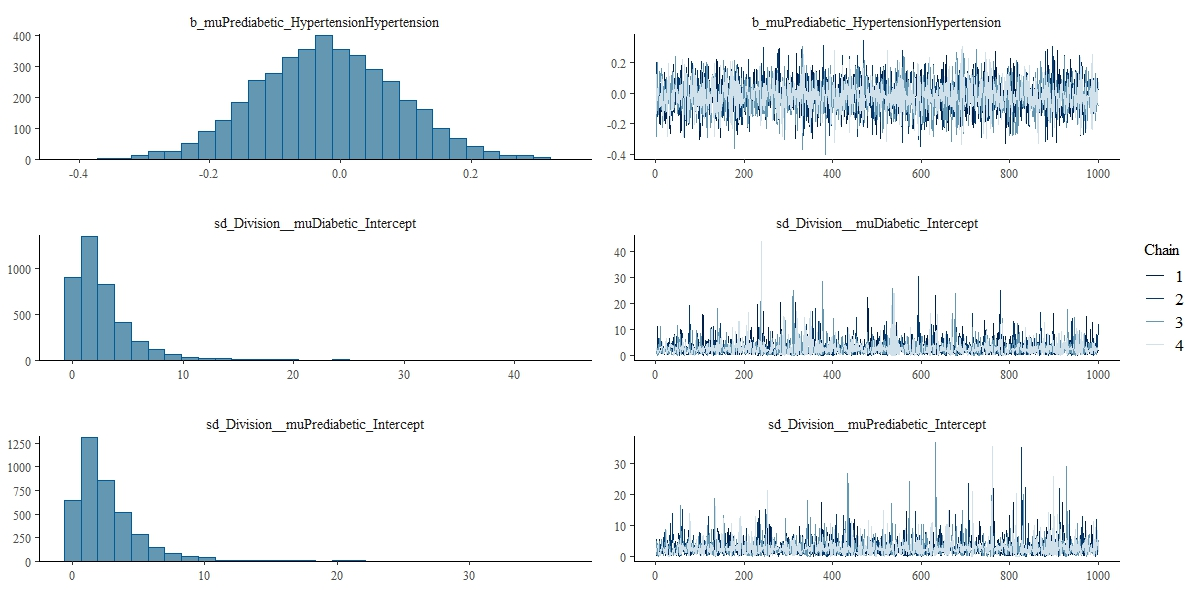 b_muPrediabetic_HypertensionHypertension
400
300
200
100
0
-0.4 -0.2 0.0 0.2
b_muPrediabetic_HypertensionHypertension
0.2
0.0
-0.2
-0.4
0 200 400 600 800 1000
sd_Division__muDiabetic_Intercept
1000
500
0
0 10 20 30 40
sd_Division__muDiabetic_Intercept
40
30
20
10
0
0 200 400 600 800 1000
sd_Division__muPrediabetic_Intercept
1250
1000
750
500
250
0
0 10 20 30
sd_Division__muPrediabetic_Intercept
30
20
10
0
0 200 400 600 800 1000
Chain
1
2
3
4